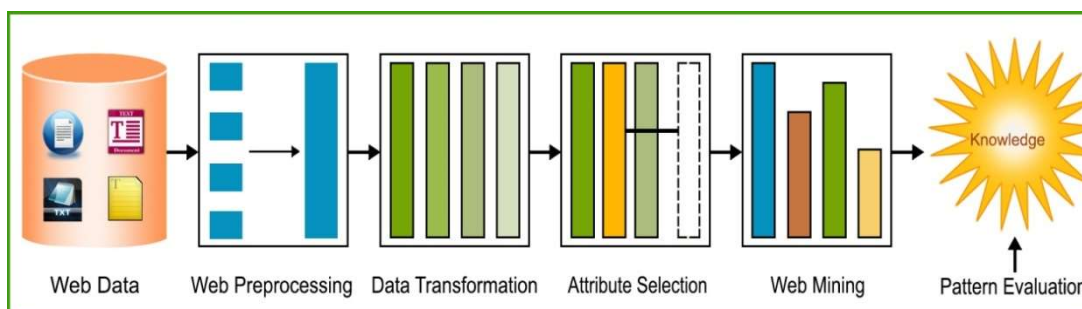 TEXT
T
Document
T
TXT
Knowledge
Web Data
Web Preprocessing
Data Transformation
Attribute Selection
Web Mining
Pattern Evaluation